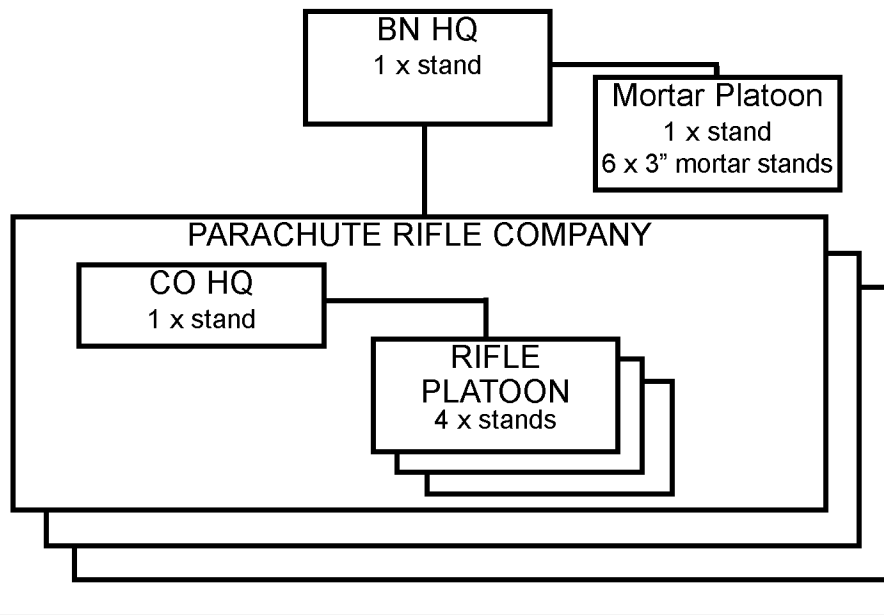 BN HQ
1 x stand
Mortar Platoon
1 x stand
6 x 3” mortar stands
PARACHUTE RIFLE COMPANY
CO HQ
1 x stand
RIFLE
PLATOON
4 x stands